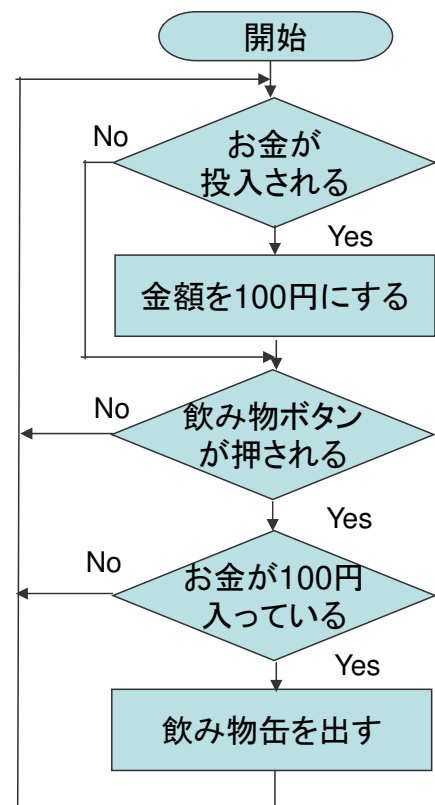 開始
No
お金が
投入される
Yes
金額を100円にする
No
飲み物ボタン
が押される
Yes
No
お金が100円
入っている
Yes
飲み物缶を出す